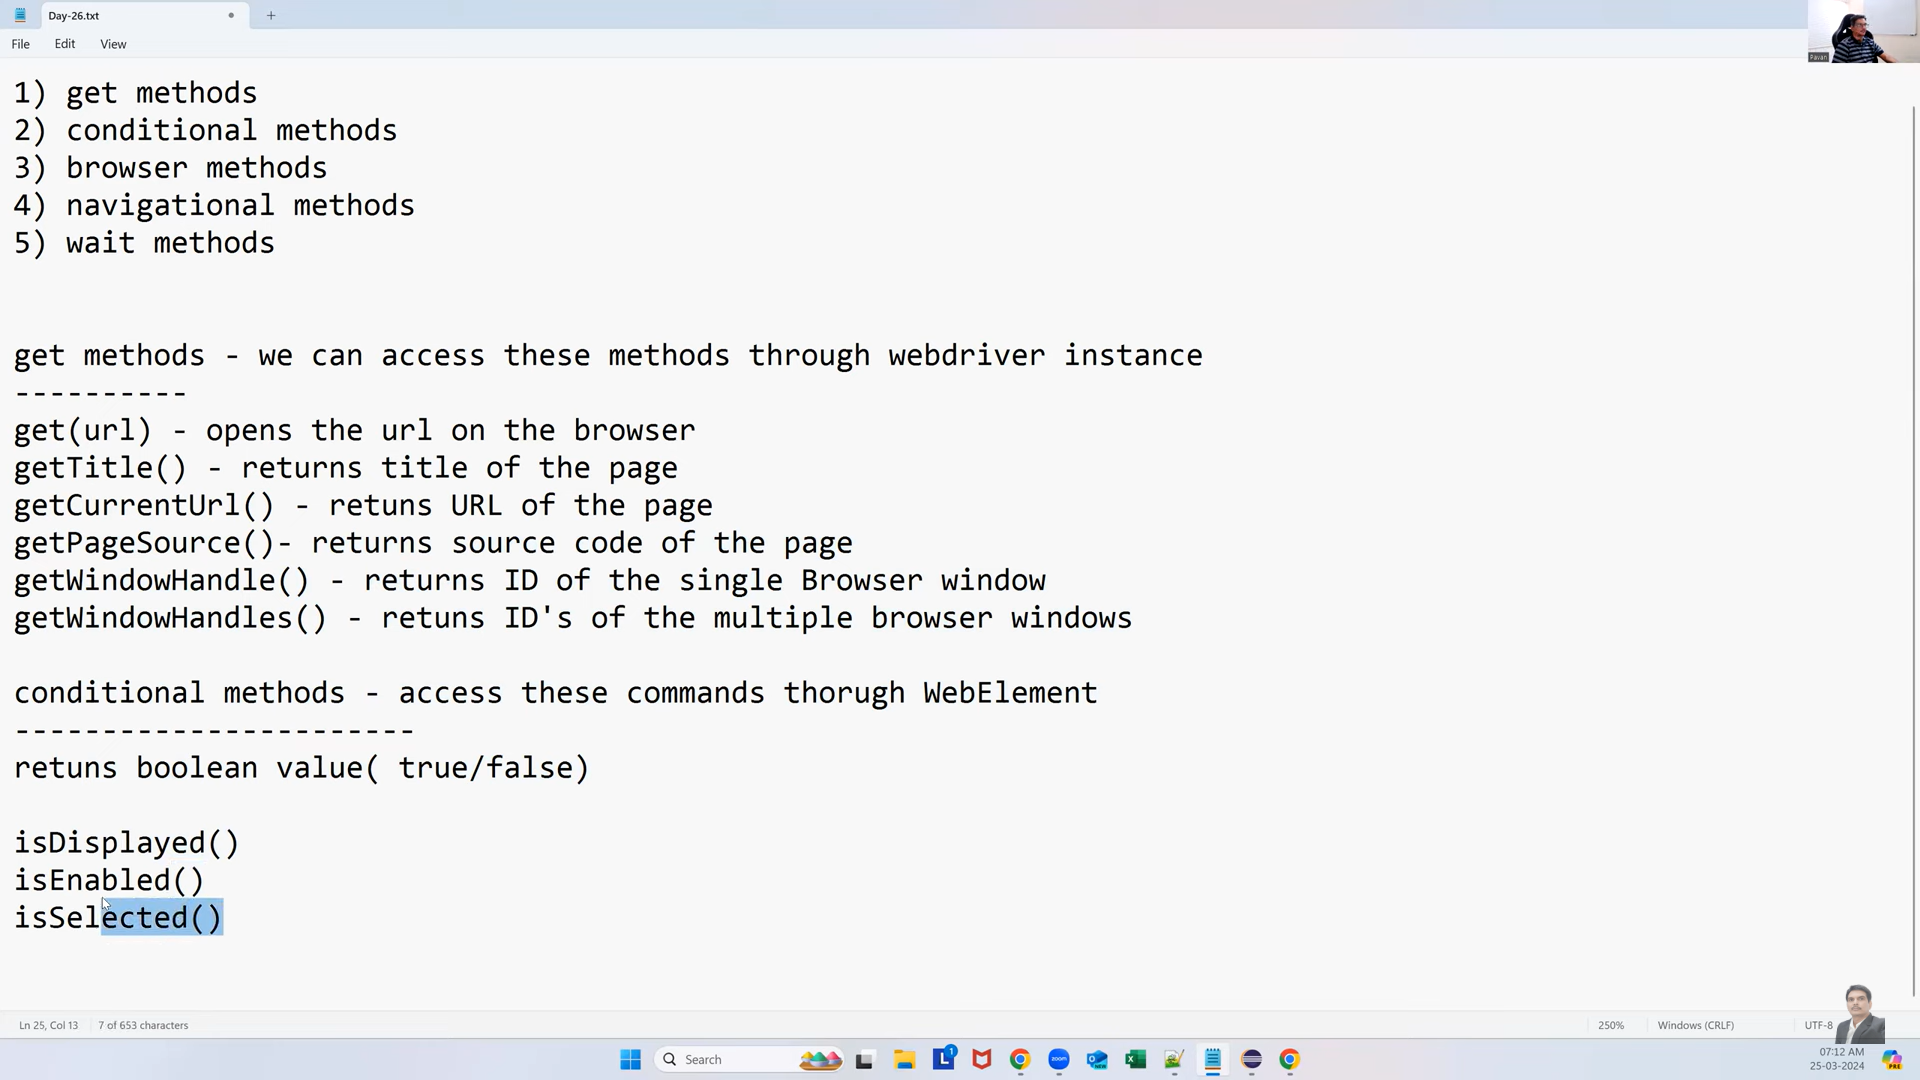 Day-26.txt
File Edit View
Pavan
1) get methods
2) conditional methods
3) browser methods
4) navigational methods
5) wait methods
get methods - we can access these methods through webdriver instance
----------
get(url) - opens the url on the browser
getTitle() - returns title of the page
getCurrentUrl() - retuns URL of the page
getPageSource()- returns source code of the page
getWindowHandle() - returns ID of the single Browser window
getWindowHandles() - retuns ID's of the multiple browser windows
conditional methods - access these commands thorugh WebElement
-----------------------
retuns boolean value( true/false)
isDisplayed()
isEnabled()
isSelected()
Ln 25, Col 13 7 of 653 characters 250% Windows (CRLF) UTF-8
Search L 1 zoom NEW PRE
07:12 AM
25-03-2024